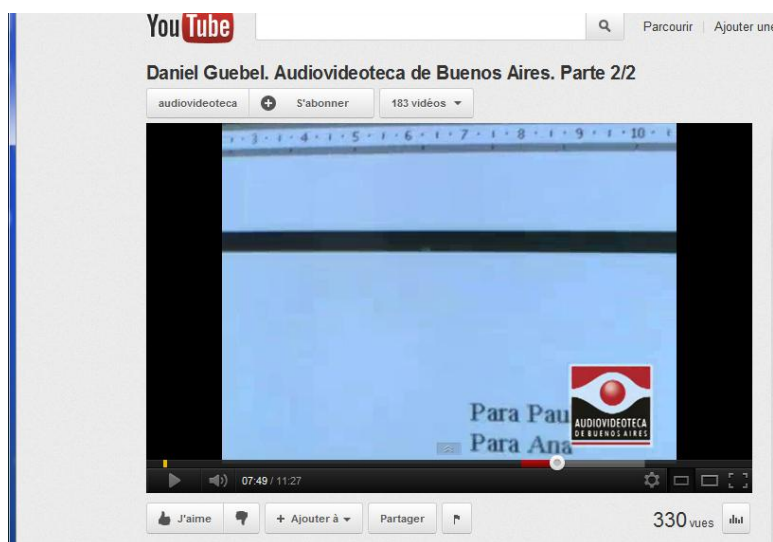 YouTube
Parcourir | Ajouter une
Daniel Guebel. Audiovideoteca de Buenos Aires. Parte 2/2
audiovideoteca S'abonner 183 vidéos
3 4 5 6 7 8 9 10
Para Pau
Para Ana
AUDIOVIDEOTECA
DE BUENOS AIRES
07:49 / 11:27
J'aime + Ajouter à Partager 330 vues